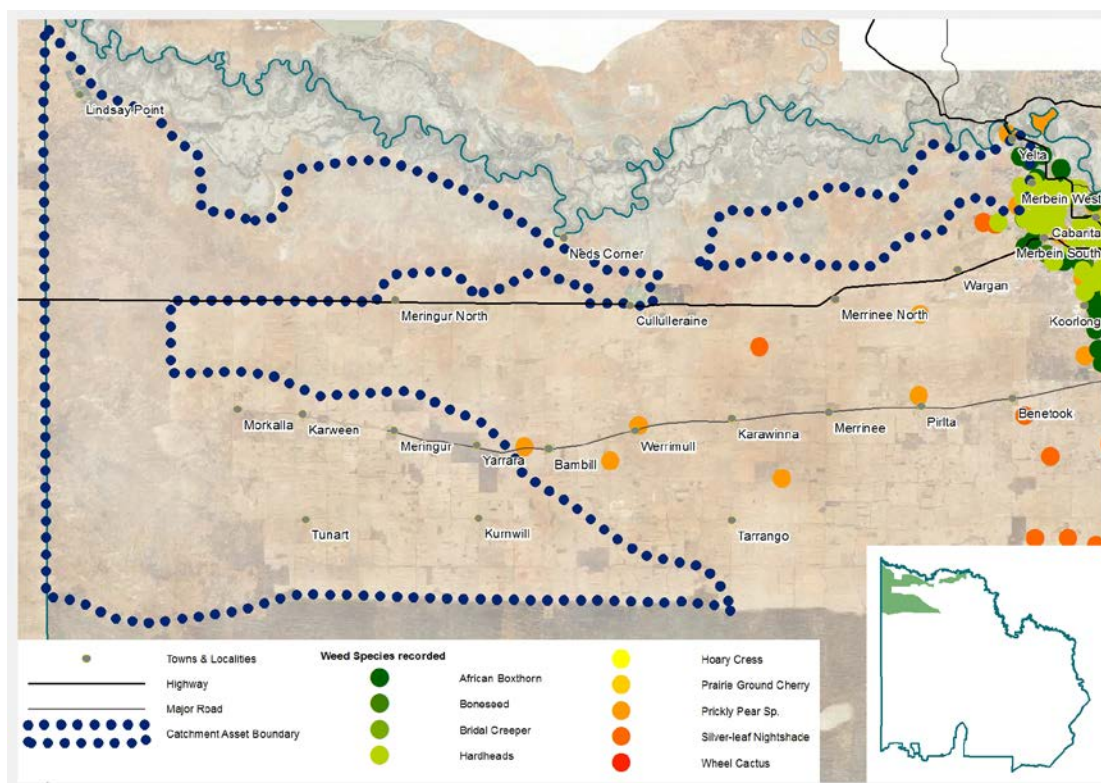 Lindsay Point
Yelta
Merbein West
Cabarita
Neds Corner
Merbein South
Wargan
Meringur North
Cullulleraine
Merrinee North
Koorlong
Morkalla
Karween
Meringur
Yarrara
Bambill
Werrimull
Karawinna
Merrinee
Pirlta
Benetook
Tunart
Kurnwill
Tarrango
Towns & Localities
Highway
Major Road
Catchment Asset Boundary
Weed Species recorded
African Boxthorn
Boneseed
Bridal Creeper
Hardheads
Hoary Cress
Prairie Ground Cherry
Prickly Pear Sp.
Silver-leaf Nightshade
Wheel Cactus